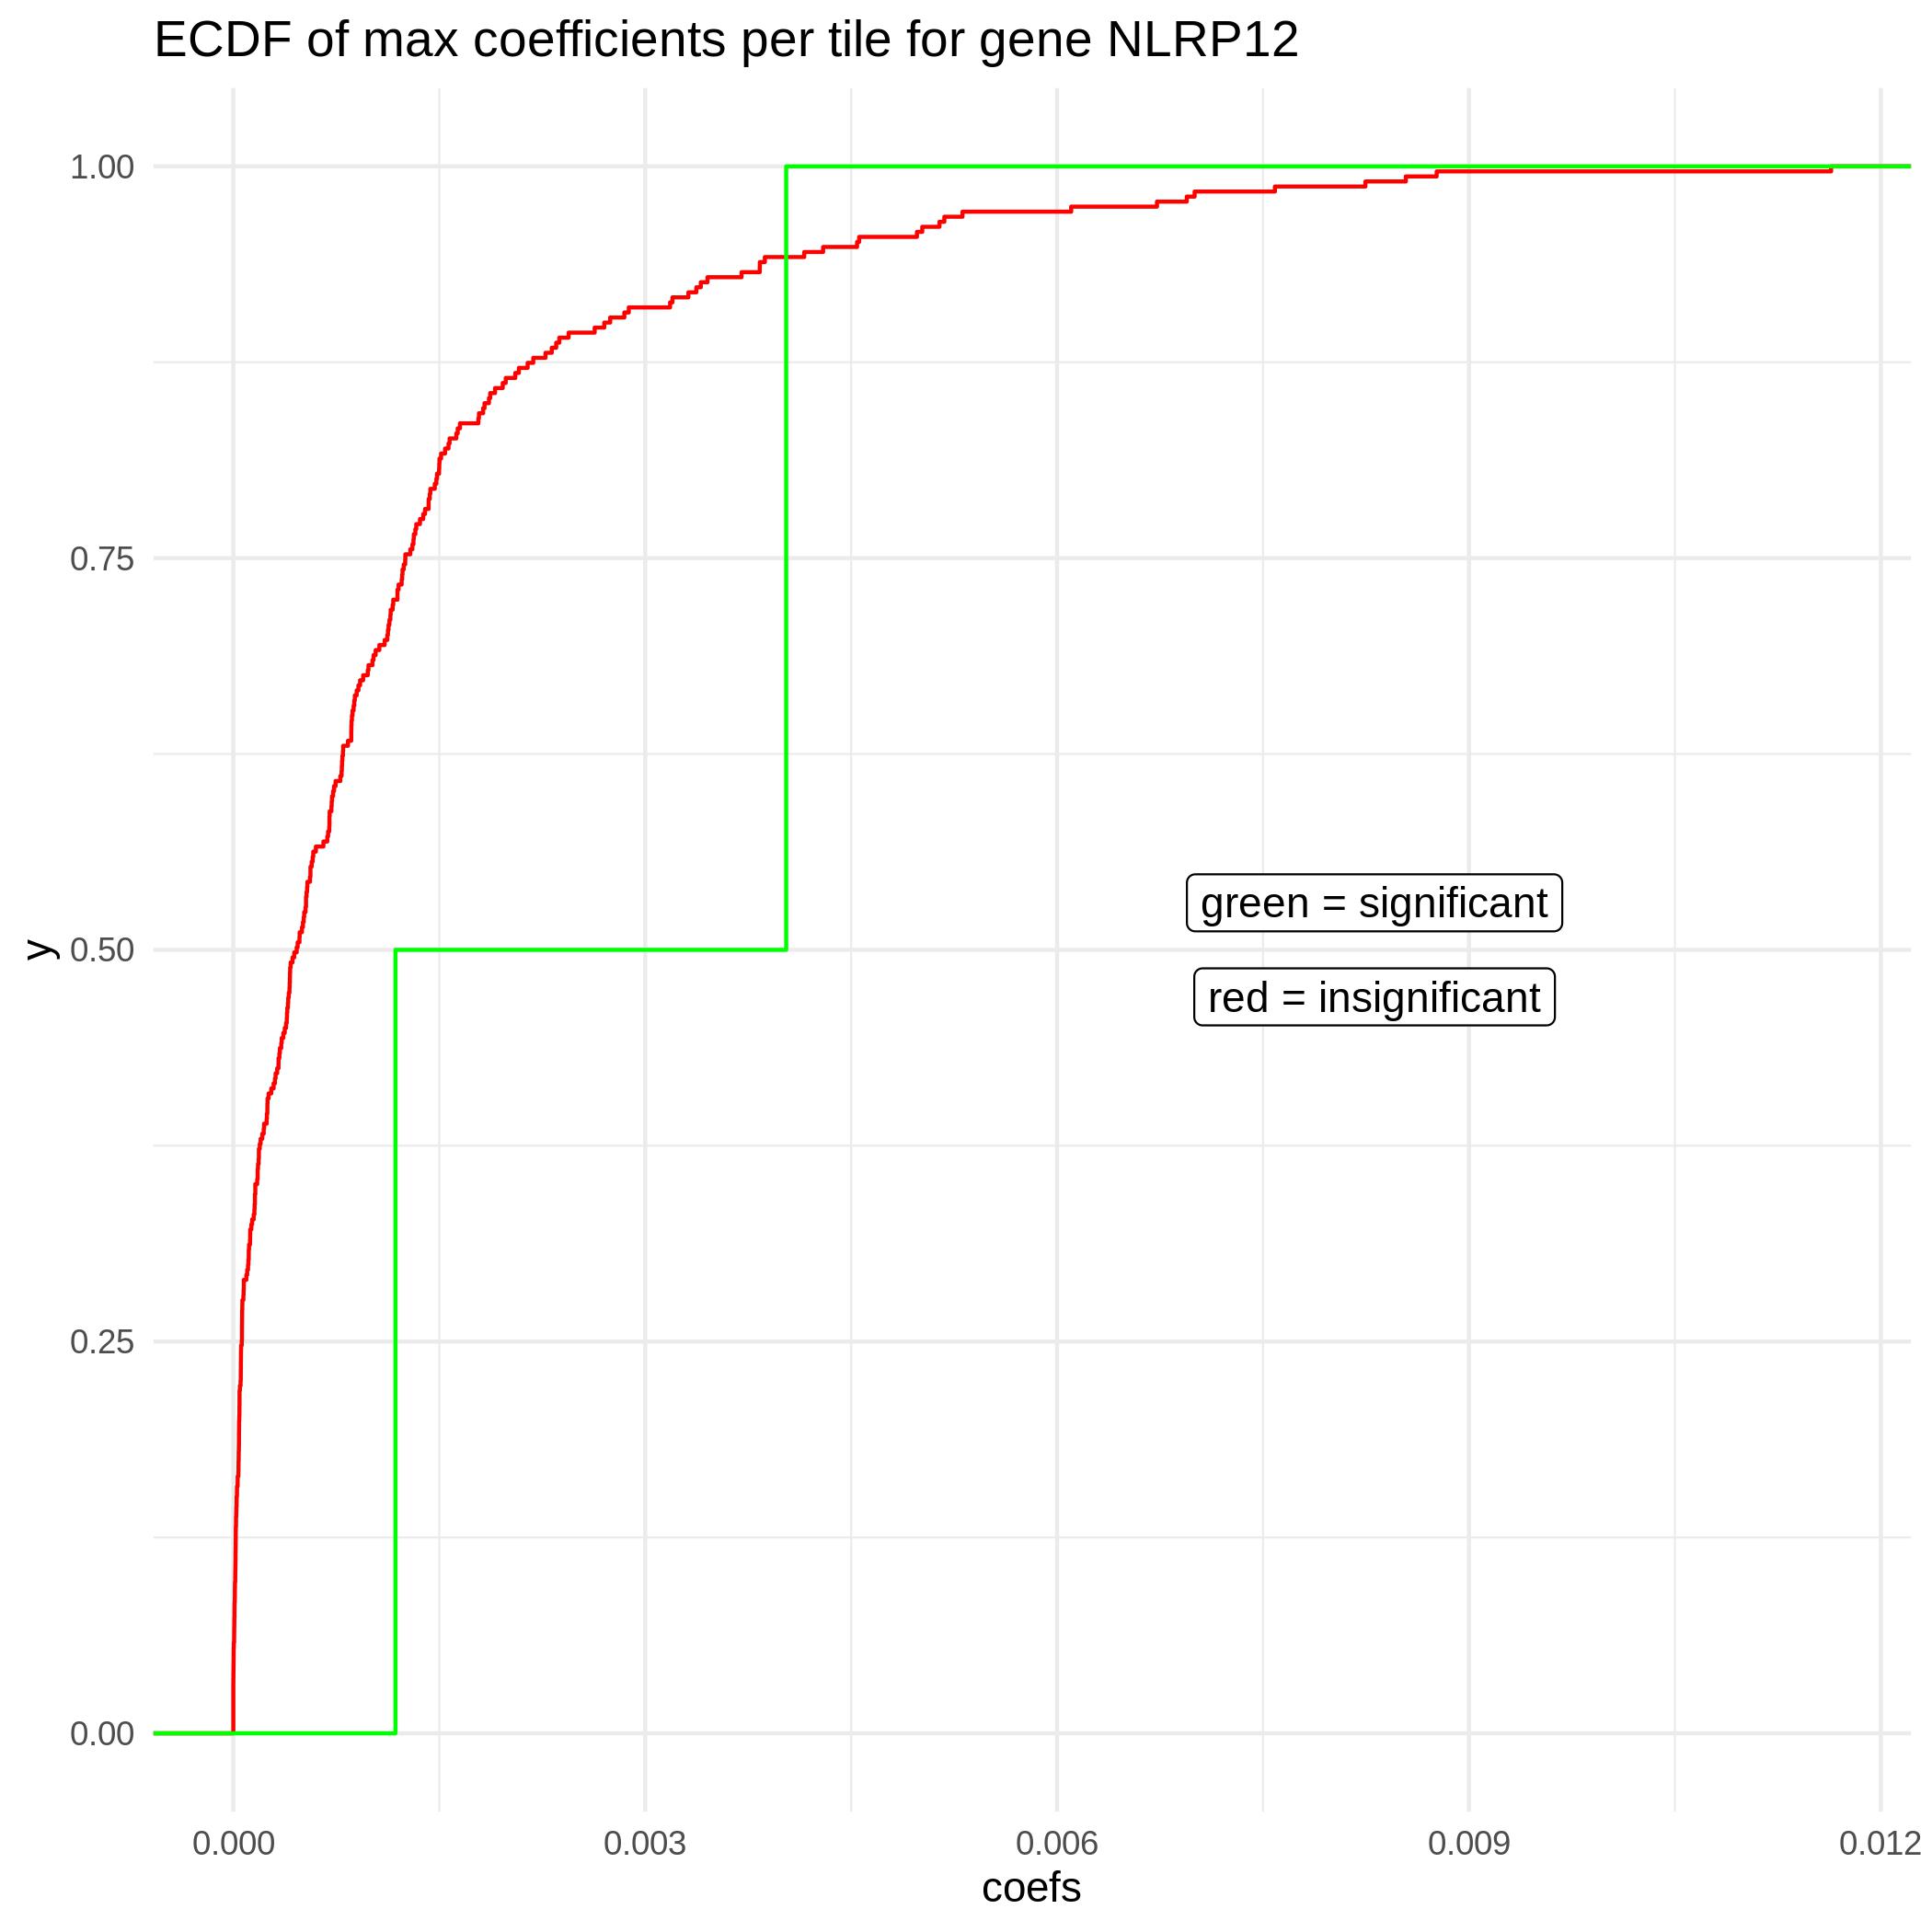 ECDF of max coefficients per tile for gene NLRP12
1.00
0.75
0.50
0.25
0.00
y
green = significant
red = insignificant
0.000 0.003 0.006 0.009 0.012
coefs